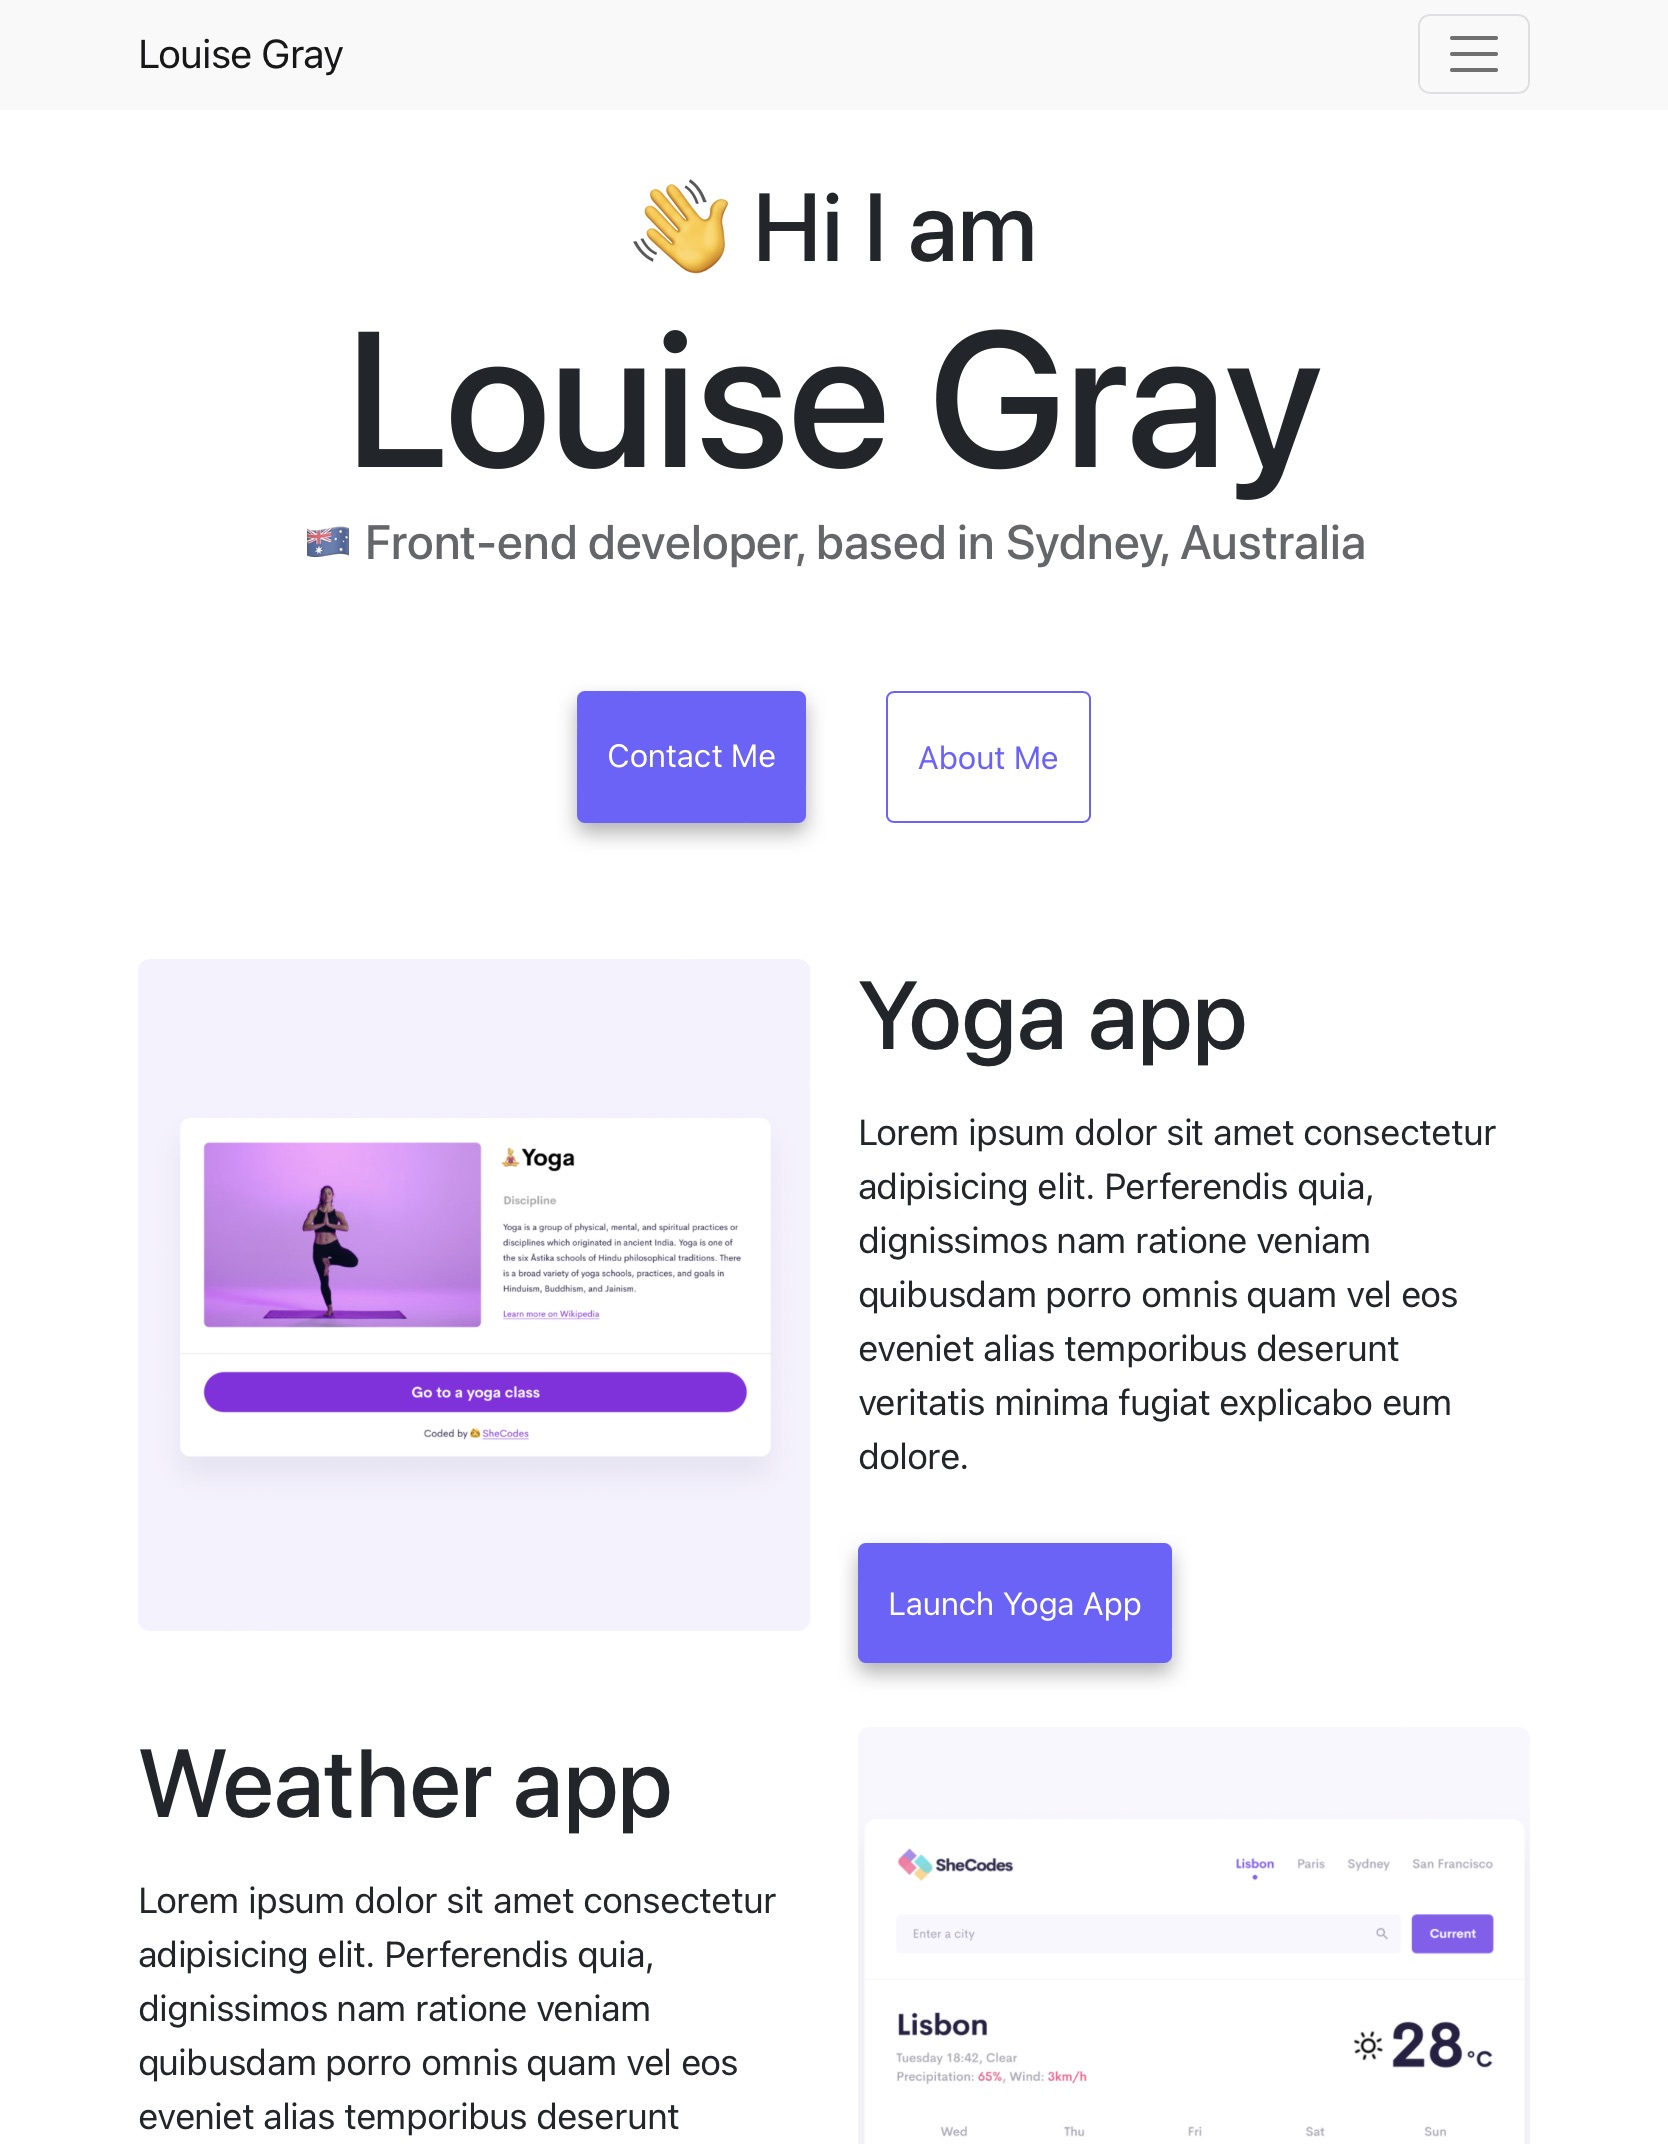 Louise Gray
👋 Hi I am
Louise Gray
🇦🇺 Front-end developer, based in Sydney, Australia
Contact Me
About Me
🧘Yoga
Discipline
Yoga is a group of physical, mental, and spiritual practices or
disciplines which originated in ancient India. Yoga is one of
the six Āstika schools of Hindu philosophical traditions. There
is a broad variety of yoga schools, practices, and goals in
Hinduism, Buddhism, and Jainism.
Learn more on Wikipedia
Go to a yoga class
Coded by SheCodes
Yoga app
Lorem ipsum dolor sit amet consectetur
adipisicing elit. Perferendis quia,
dignissimos nam ratione veniam
quibusdam porro omnis quam vel eos
eveniet alias temporibus deserunt
veritatis minima fugiat explicabo eum
dolore.
Launch Yoga App
Weather app
Lorem ipsum dolor sit amet consectetur
adipisicing elit. Perferendis quia,
dignissimos nam ratione veniam
quibusdam porro omnis quam vel eos
eveniet alias temporibus deserunt
SheCodes
Lisbon Paris Sydney San Francisco
Enter a city
Current
Lisbon
Tuesday 18:42, Clear
Precipitation: 65%, Wind: 3km/h
28 °C
Wed Thu Fri Sat Sun